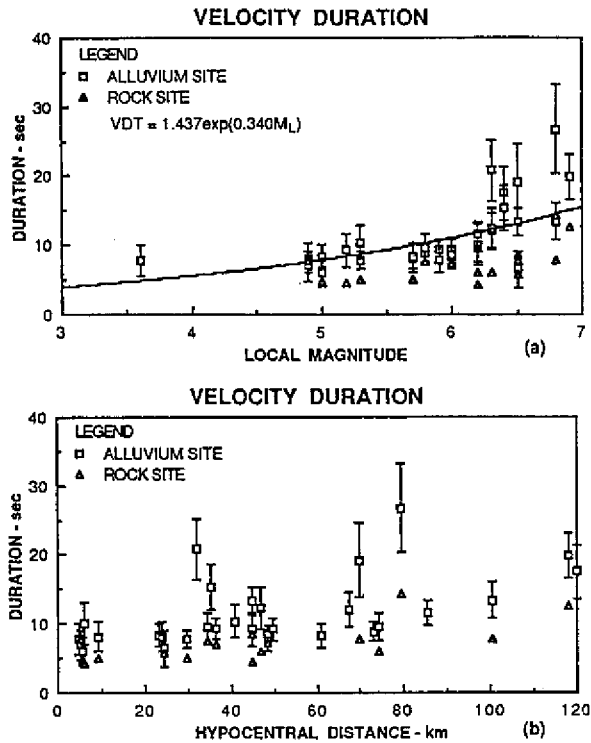 VELOCITY DURATION
40
LEGEND
ALLUVIUM SITE
ROCK SITE
VDT = 1.437exp(0.340M_L)
30
20
10
0
DURATION - sec
3 4 5 6 7
LOCAL MAGNITUDE
(a)
VELOCITY DURATION
40
LEGEND
ALLUVIUM SITE
ROCK SITE
30
20
10
0
DURATION - sec
0 20 40 60 80 100 120
HYPOCENTRAL DISTANCE - km
(b)